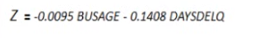 Z = -0.0095 BUSAGE - 0.1408 DAYSDELQ